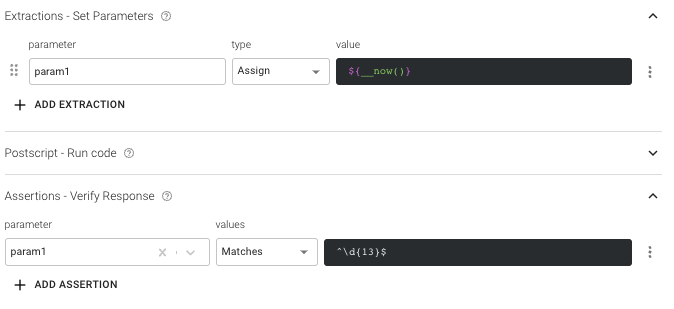 Extractions - Set Parameters
parameter type value
param1 Assign ${__now()}
ADD EXTRACTION
Postscript - Run code
Assertions - Verify Response
parameter values
param1 Matches ^\d{13}$
ADD ASSERTION